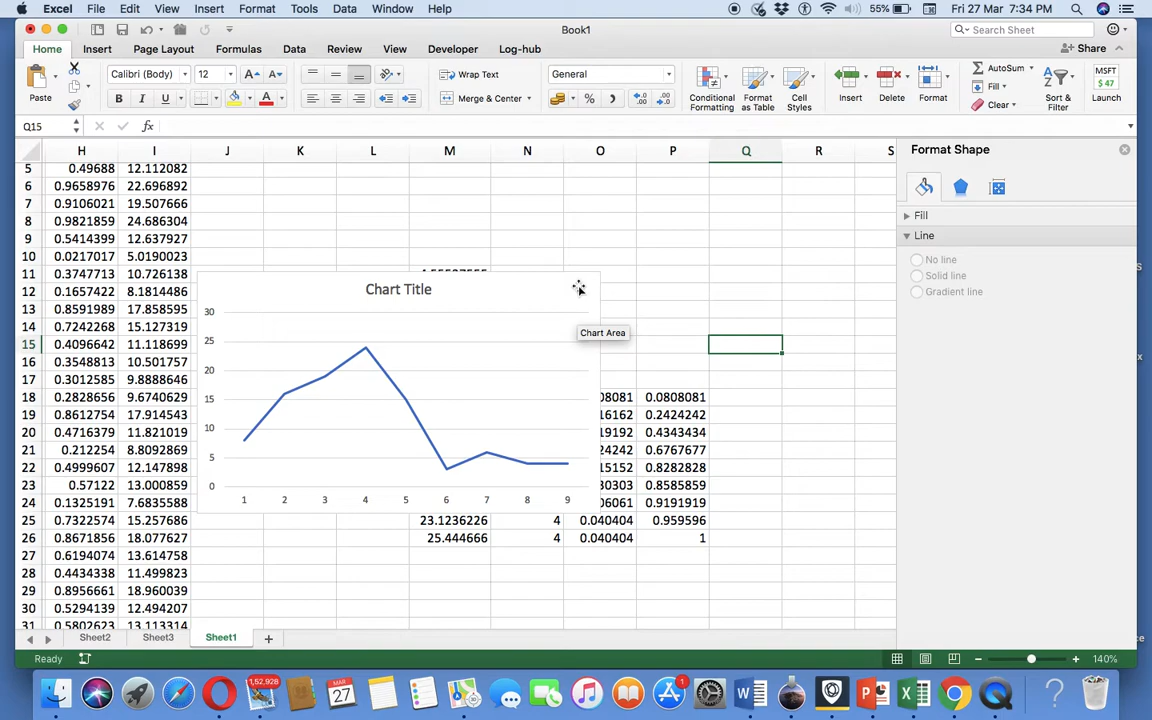 Excel File Edit View Insert Format Tools Data Window Help 55% Fri 27 Mar 7:34 PM
Book1 Search Sheet
Home Insert Page Layout Formulas Data Review View Developer Log-hub Share
Paste Calibri (Body) 12 Wrap Text General Conditional Formatting Format as Table Cell Styles Insert Delete Format AutoSum Sort & Filter MSFT $ 47 Launch
B I U Merge & Center % Fill Clear
Q15 fx
H I J K L M N O P Q R S
Format Shape
5 0.49688 12.112082
6 0.9658976 22.696892
7 0.9106021 19.507666
8 0.9821859 24.686304
9 0.5414399 12.637927
10 0.0217017 5.0190023
11 0.3747713 10.726138
12 0.1657422 8.1814486
13 0.8591989 17.858595
14 0.7242268 15.127319
15 0.4096642 11.118699
16 0.3548813 10.501757
17 0.3012585 9.8888646
18 0.2828656 9.6740629 08081 0.0808081
19 0.8612754 17.914543 16162 0.2424242
20 0.4716379 11.821019 19192 0.4343434
21 0.212254 8.8092869 24242 0.6767677
22 0.4999607 12.147898 15152 0.8282828
23 0.57122 13.000859 30303 0.8585859
24 0.1325191 7.6835588 06061 0.9191919
25 0.7322574 15.257686 23.1236226 4 0.040404 0.959596
26 0.8671856 18.077627 25.444666 4 0.040404 1
27 0.6194074 13.614758
28 0.4434338 11.499823
29 0.8956661 18.960039
30 0.5294139 12.494207
31 0.5802623 13.113314
Chart Title
30
25
20
15
10
5
0
1 2 3 4 5 6 7 8 9
Chart Area
Fill
Line
No line
Solid line
Gradient line
Sheet2 Sheet3 Sheet1
Ready 140%
1,52,928
MAR
27
1